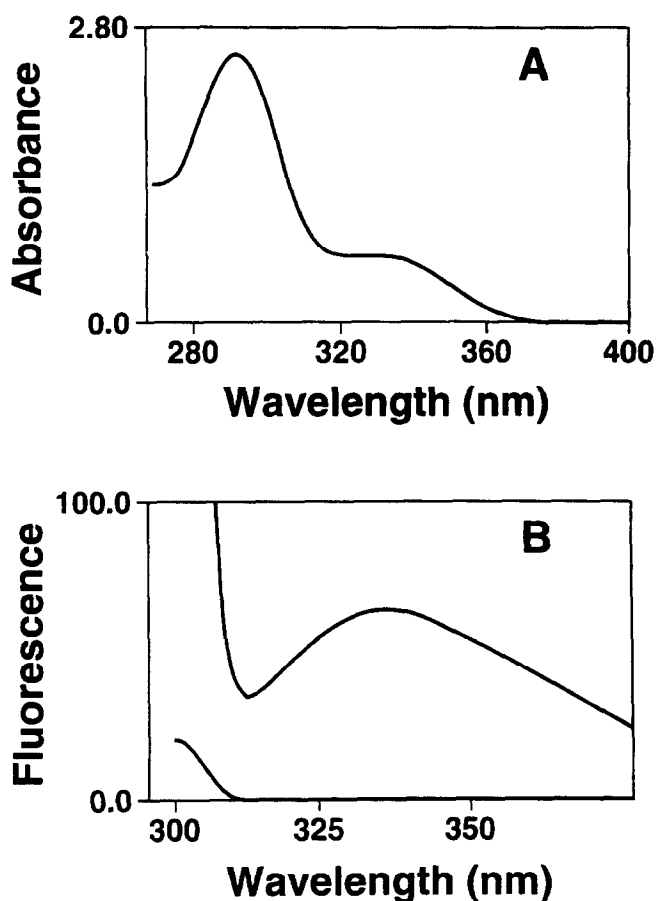 2.80
A
Absorbance
0.0
280 320 360 400
Wavelength (nm)
100.0
B
Fluorescence
0.0
300 325 350
Wavelength (nm)